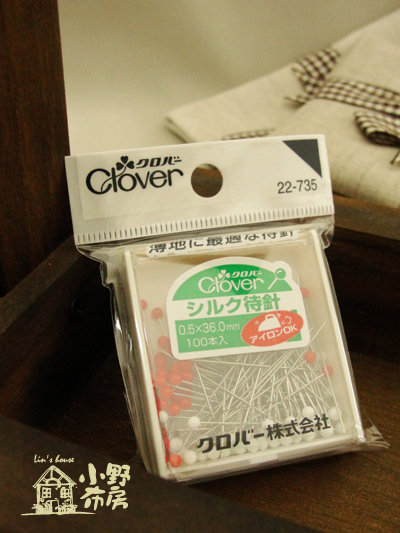 クロバー
Clover
22-735
薄地に最適な待針
クロバー
Clover
シルク待針
0.5×36.0mm
100本入
アイロンOK
クロバー株式会社
Lin's house
小野
布房